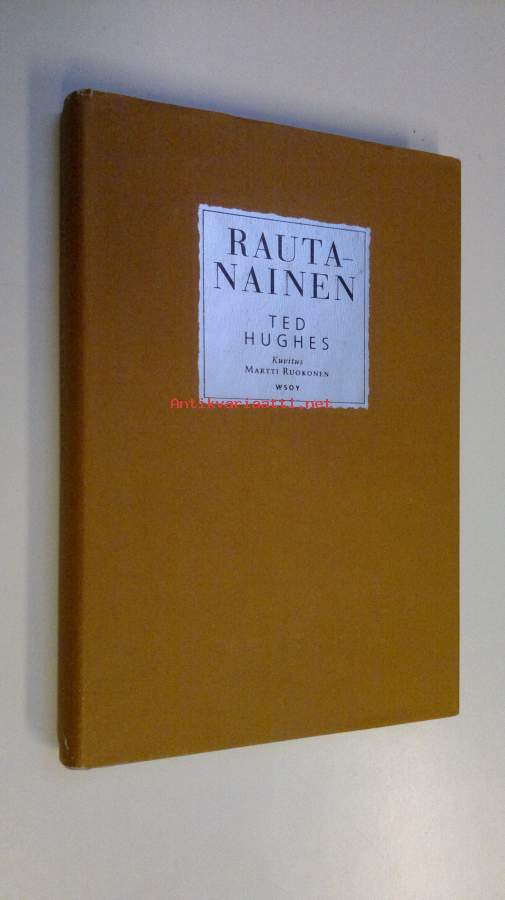 RAUTA-
NAINEN
TED
HUGHES
Kuvitus
MARTTI RUOKONEN
WSOY
Antikvariaatti.net